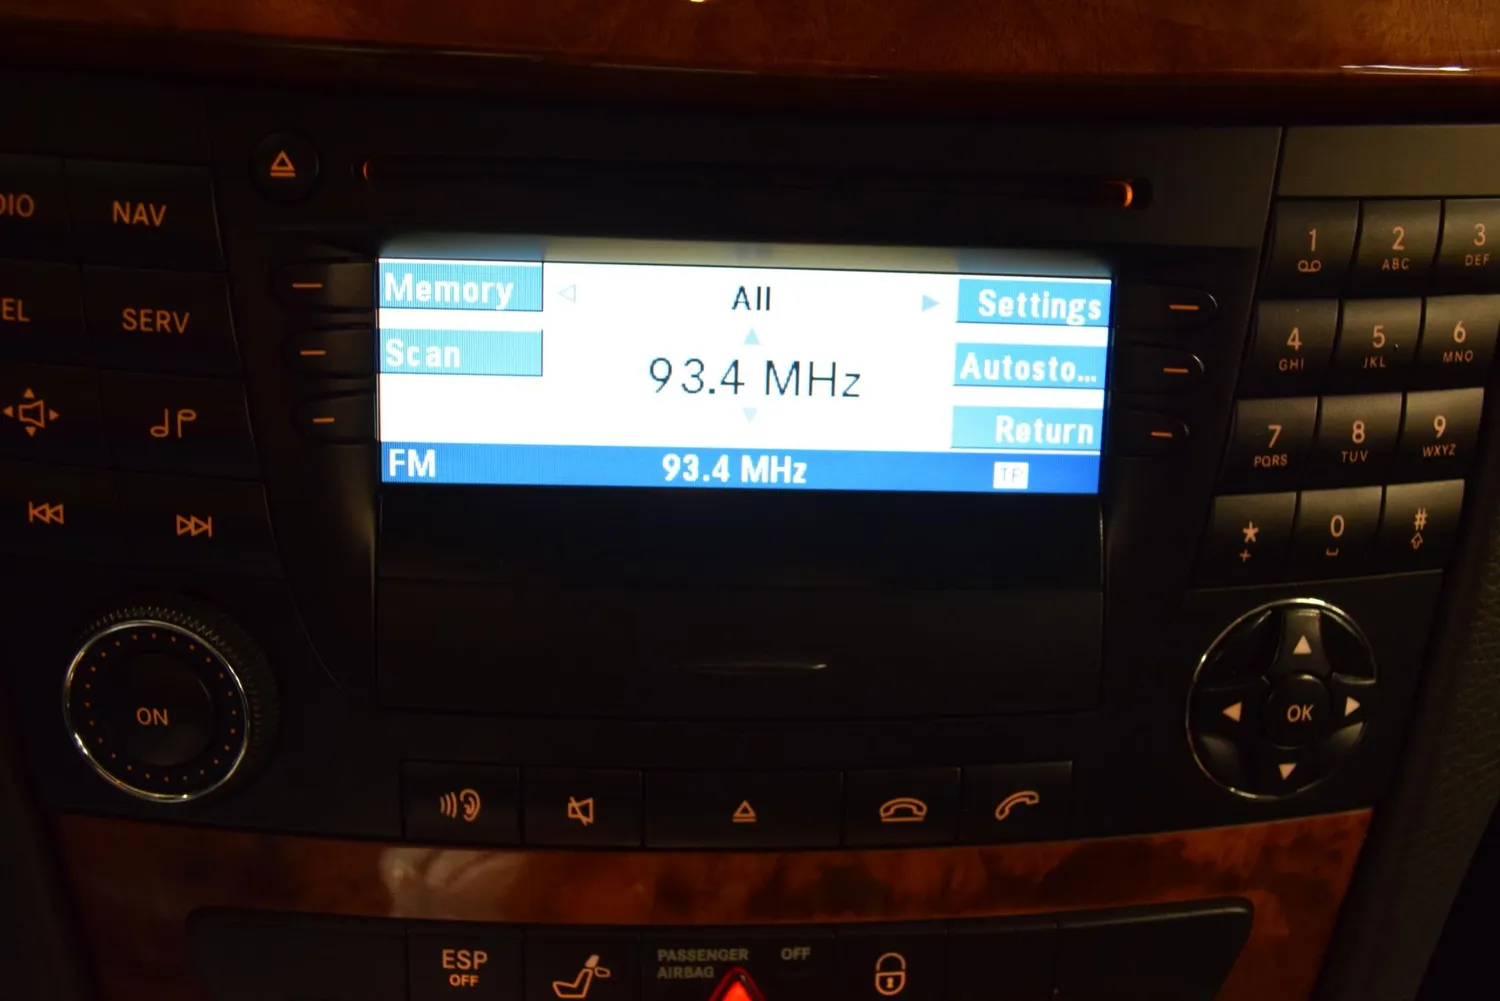 DIO
NAV
EL
SERV
ON
Memory
All
Settings
Scan
93.4 MHz
Autosto...
Return
FM
93.4 MHz
TP
1
2 ABC
3 DEF
4 GHI
5 JKL
6 MNO
7 PQRS
8 TUV
9 WXYZ
* +
0
#
OK
ESP
OFF
PASSENGER
AIRBAG
OFF